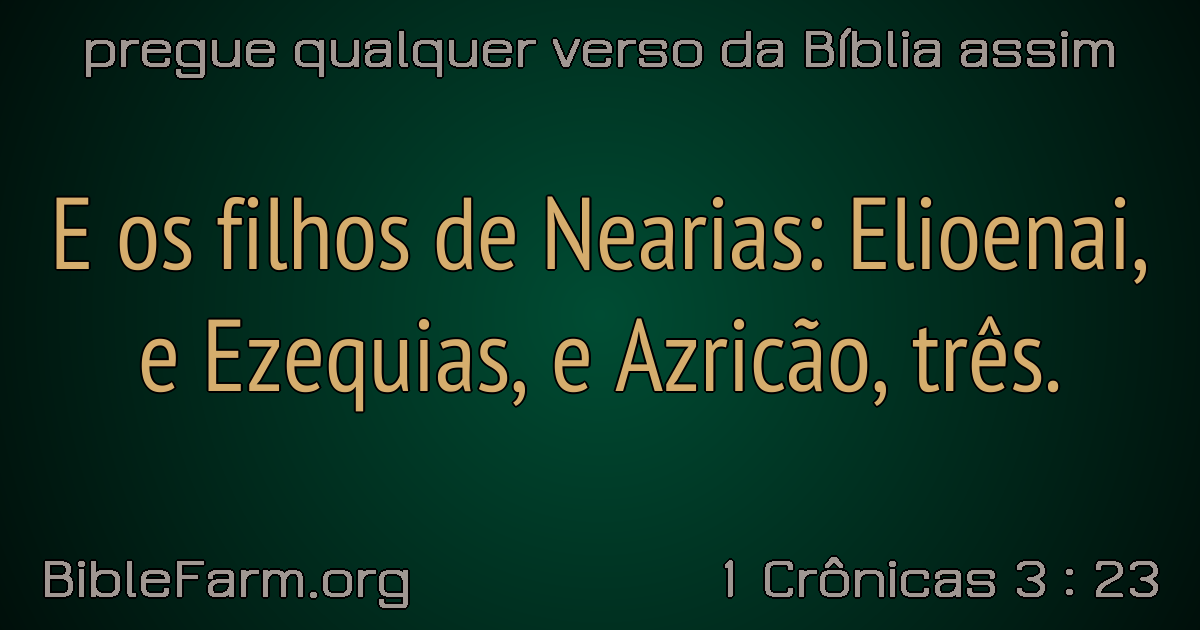 pregue qualquer verso da Bíblia assim
E os filhos de Nearias: Elioenai,
e Ezequias, e Azricão, três.
BibleFarm.org
1 Crônicas 3 : 23